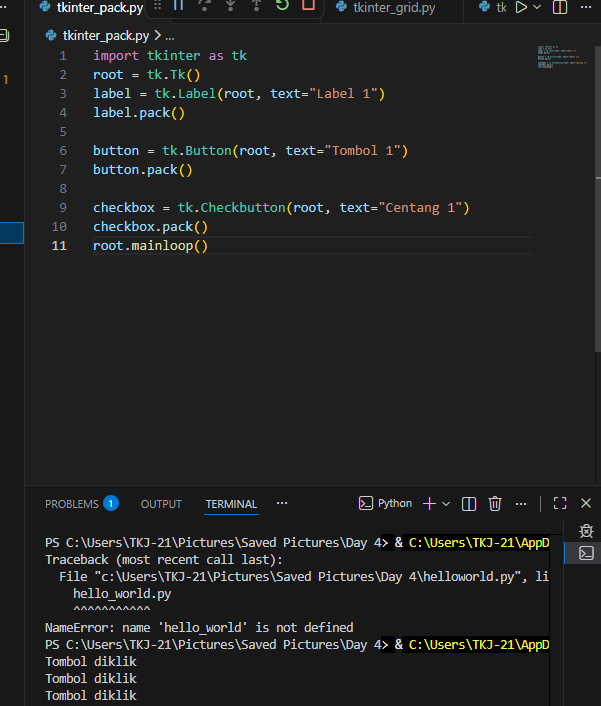 tkinter_pack.py
tkinter_grid.py
tk
tkinter_pack.py > ...
1 import tkinter as tk
2 root = tk.Tk()
3 label = tk.Label(root, text="Label 1")
4 label.pack()
5
6 button = tk.Button(root, text="Tombol 1")
7 button.pack()
8
9 checkbox = tk.Checkbutton(root, text="Centang 1")
10 checkbox.pack()
11 root.mainloop()
1
PROBLEMS 1 OUTPUT TERMINAL ... Python
PS C:\Users\TKJ-21\Pictures\Saved Pictures\Day 4> & C:\Users\TKJ-21\AppD
Traceback (most recent call last):
File "c:\Users\TKJ-21\Pictures\Saved Pictures\Day 4\helloworld.py", li
hello_world.py
^^^^^^^^^^^
NameError: name 'hello_world' is not defined
PS C:\Users\TKJ-21\Pictures\Saved Pictures\Day 4> & C:\Users\TKJ-21\AppD
Tombol diklik
Tombol diklik
Tombol diklik